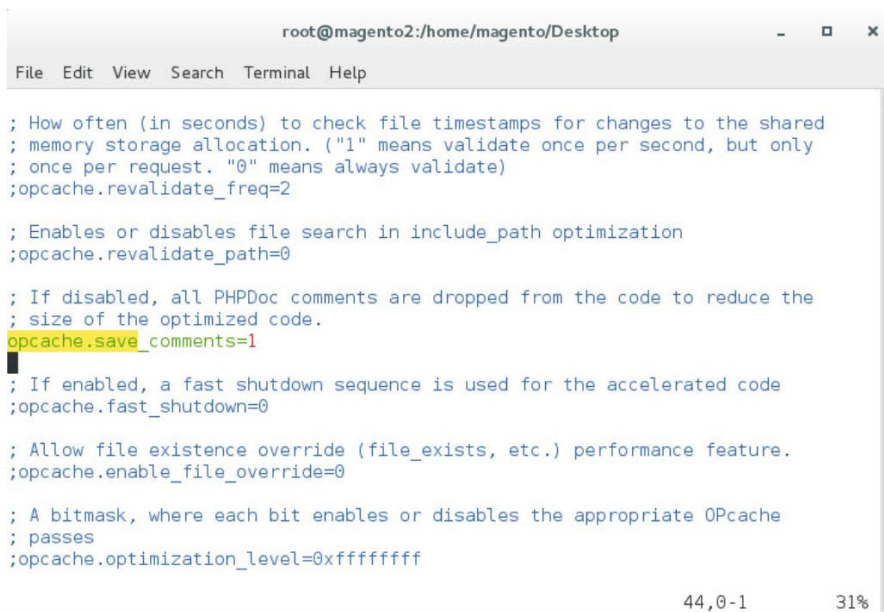 root@magento2:/home/magento/Desktop
File Edit View Search Terminal Help
; How often (in seconds) to check file timestamps for changes to the shared
; memory storage allocation. ("1" means validate once per second, but only
; once per request. "0" means always validate)
;opcache.revalidate_freq=2
; Enables or disables file search in include_path optimization
;opcache.revalidate_path=0
; If disabled, all PHPDoc comments are dropped from the code to reduce the
; size of the optimized code.
opcache.save_comments=1
; If enabled, a fast shutdown sequence is used for the accelerated code
;opcache.fast_shutdown=0
; Allow file existence override (file_exists, etc.) performance feature.
;opcache.enable_file_override=0
; A bitmask, where each bit enables or disables the appropriate OPcache
; passes
;opcache.optimization_level=0xffffffff
44,0-1 31%